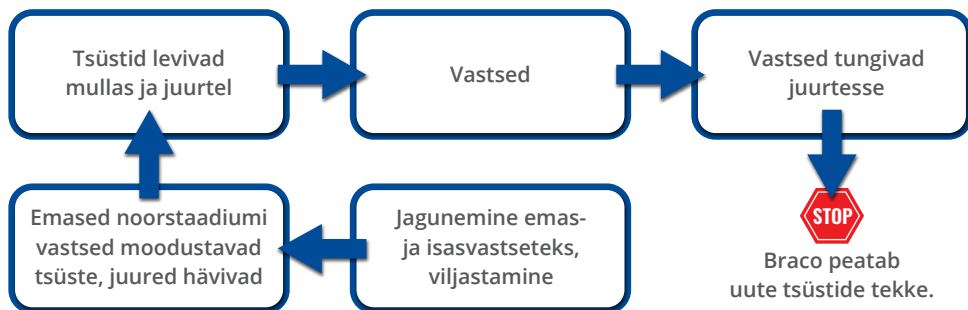 Tsüstid levivad
mullas ja juurtel
Vastsed
Vastsed tungivad
juurtesse
Emased noorstaadiumi
vastsed moodustavad
tsüste, juured hävivad
Jagunemine emas-
ja isasvastseteks,
viljastamine
STOP
Braco peatab
uute tsüstide tekke.